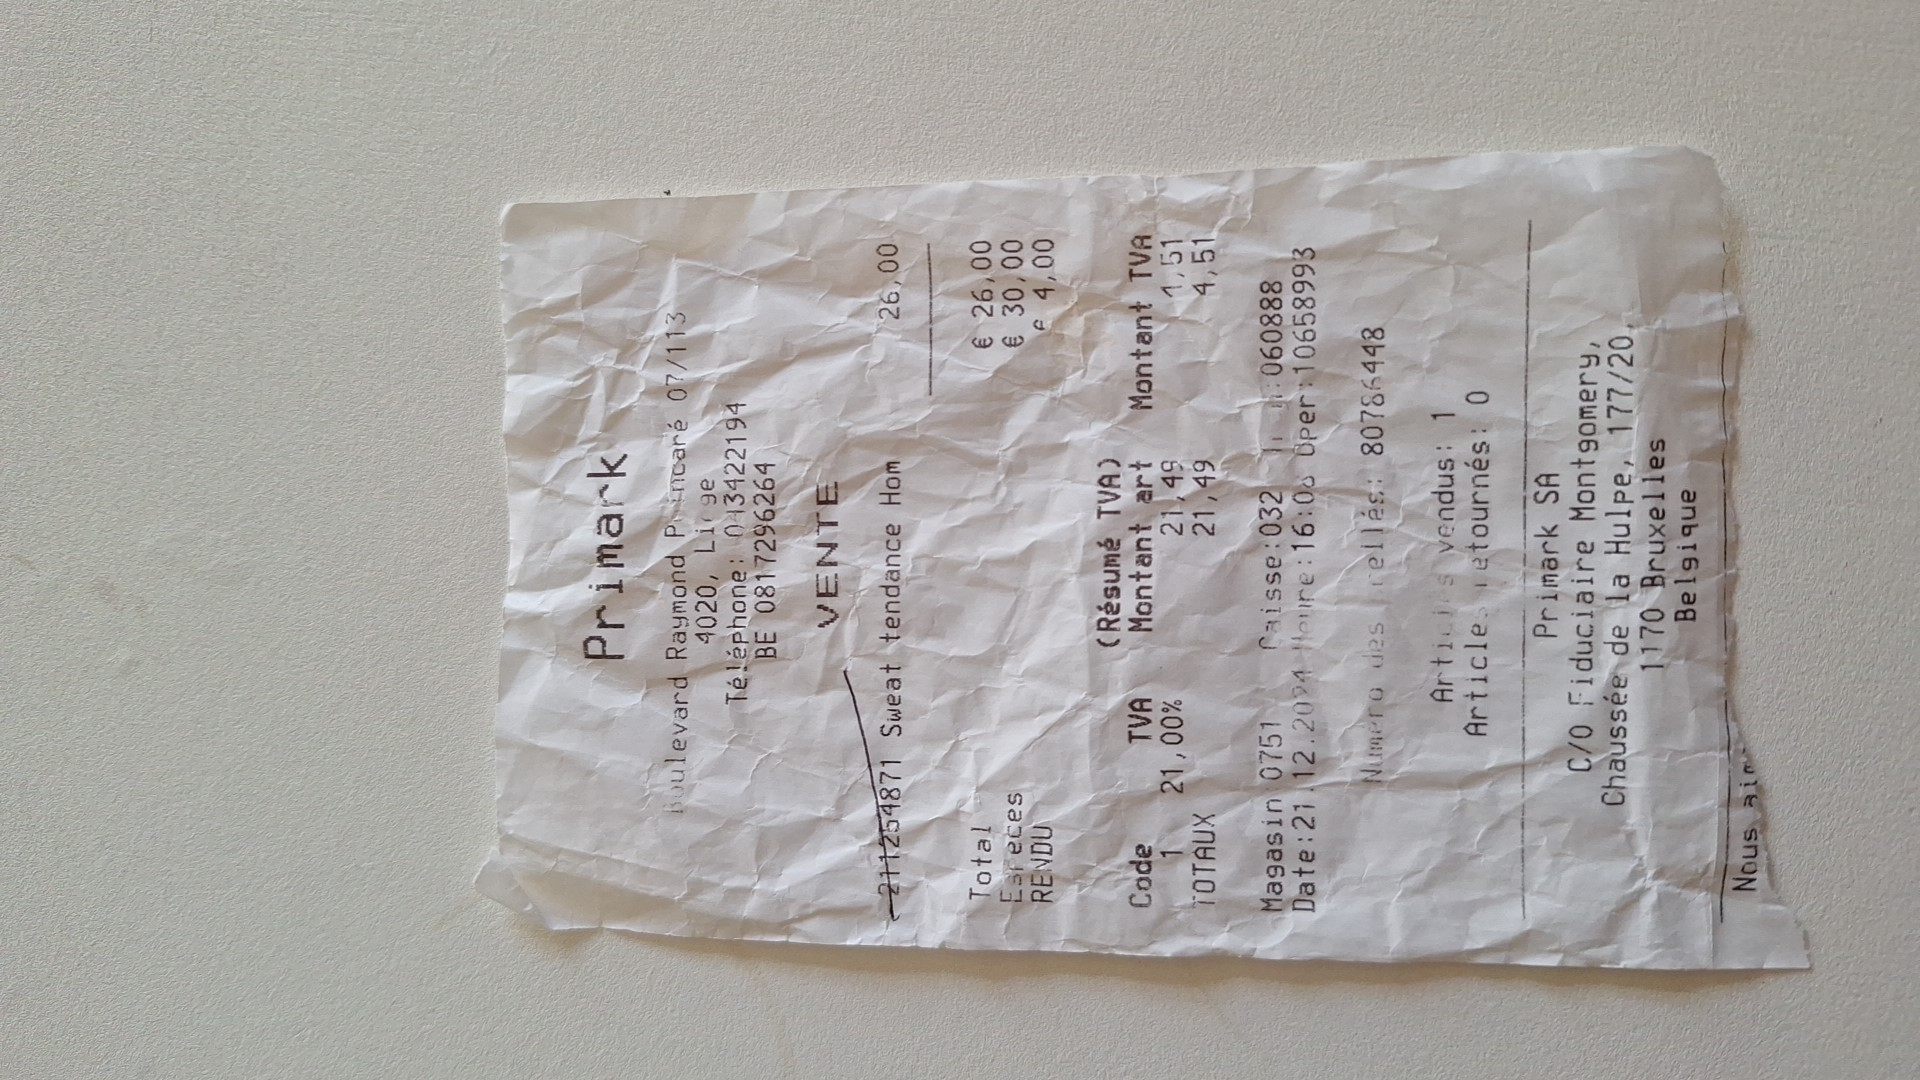 Primark
Boulevard Raymond Poincaré 07/113
4020, Liège
Téléphone: 043422194
BE 0817296264
VENTE
211254871 Sweat tendance Hom 26,00
Total € 26,00
Especes € 30,00
RENDU € 4,00
(Résumé TVA)
Code TVA Montant art Montant TVA
1 21,00% 21,49 4,51
TOTAUX 21,49 4,51
Magasin:0751 Caisse:032 060888
Date:21.12.2024 Heure:16:08 Oper:10658993
Numéro des scellés: 80786448
Articles vendus: 1
Articles retournés: 0
Primark SA
C/O Fiduciaire Montgomery,
Chaussée de la Hulpe, 177/20,
1170 Bruxelles
Belgique
Nous